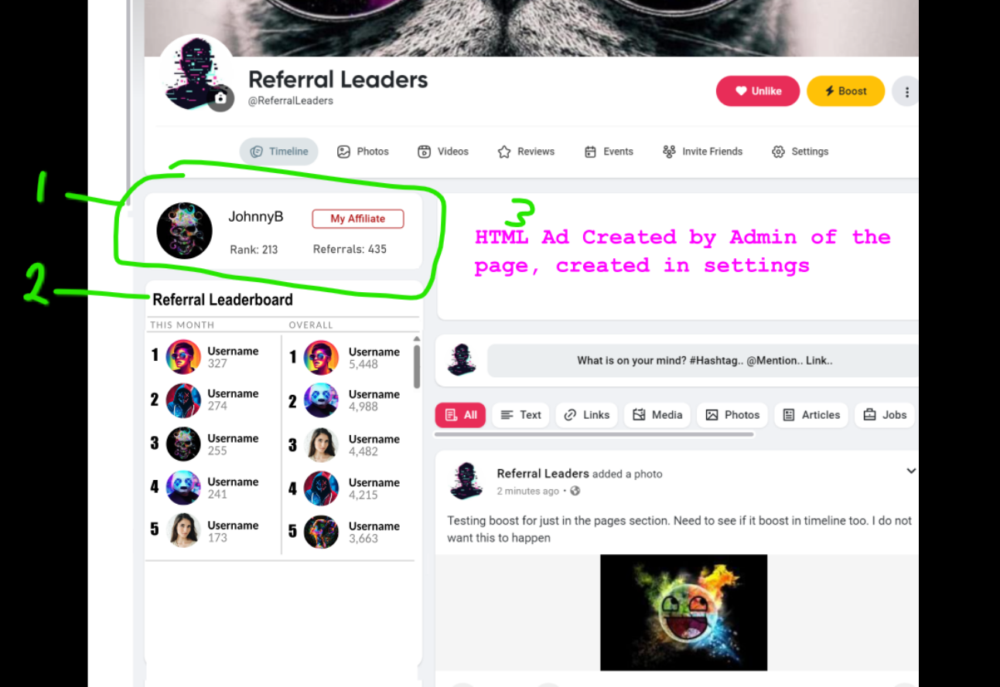 Referral Leaders
@ReferralLeaders
Unlike
Boost
Timeline
Photos
Videos
Reviews
Events
Invite Friends
Settings
1
JohnnyB
My Affiliate
Rank: 213
Referrals: 435
3
HTML Ad Created by Admin of the
page, created in settings
2
Referral Leaderboard
THIS MONTH
OVERALL
1 Username
327
1 Username
5,448
2 Username
274
2 Username
4,988
3 Username
255
3 Username
4,482
4 Username
241
4 Username
4,215
5 Username
173
5 Username
3,663
What is on your mind? #Hashtag.. @Mention.. Link..
All
Text
Links
Media
Photos
Articles
Jobs
Referral Leaders added a photo
2 minutes ago •
Testing boost for just in the pages section. Need to see if it boost in timeline too. I do not
want this to happen